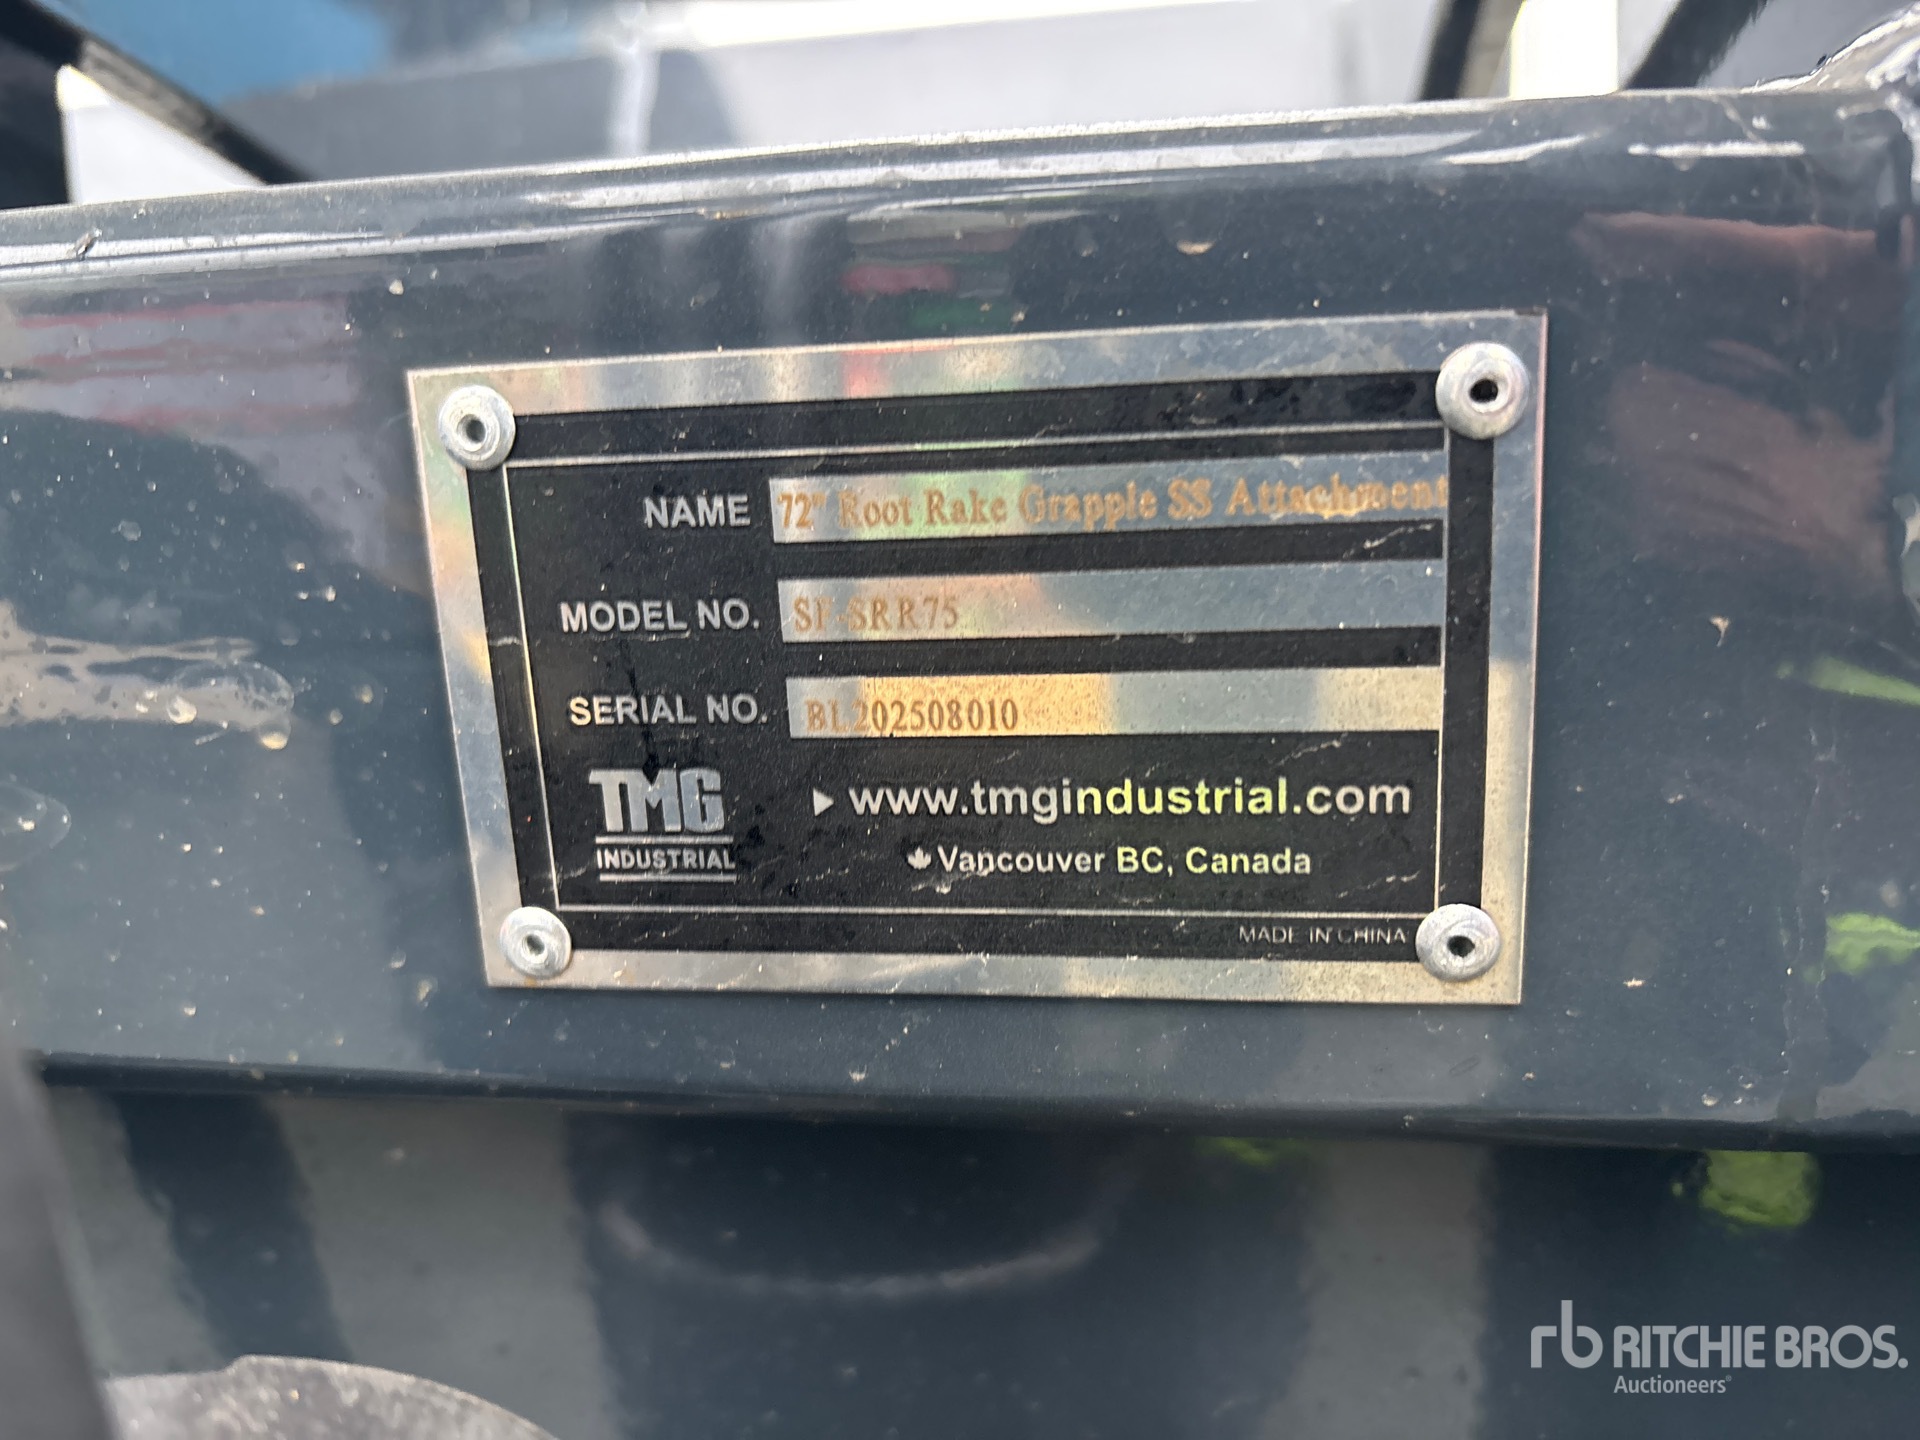 NAME 72" Root Rake Grapple SS Attachment
MODEL NO. SF-SRR75
SERIAL NO. BL202508010
TMG
INDUSTRIAL
www.tmgindustrial.com
Vancouver BC, Canada
MADE IN CHINA
rb RITCHIE BROS.
Auctioneers